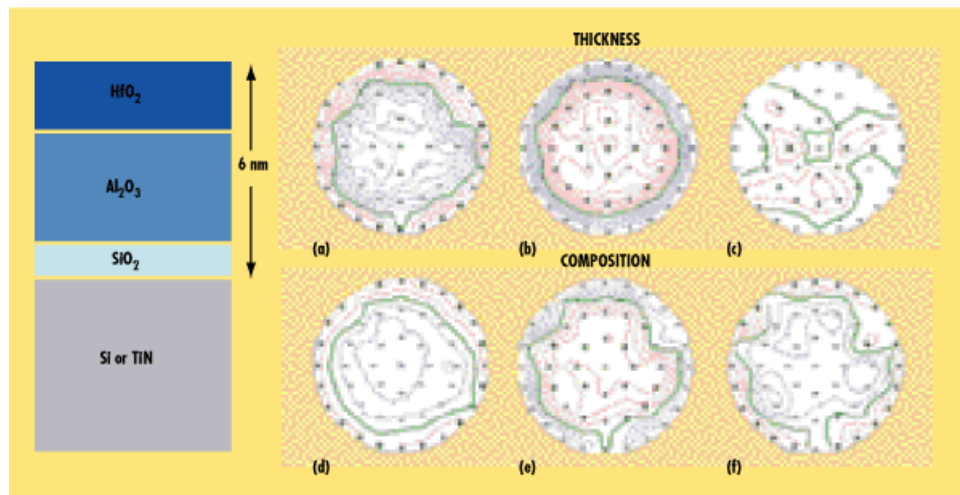 THICKNESS
HfO₂
Al₂O₃
6 nm
SiO₂
Si or TiN
(a)
(b)
(c)
COMPOSITION
(d)
(e)
(f)